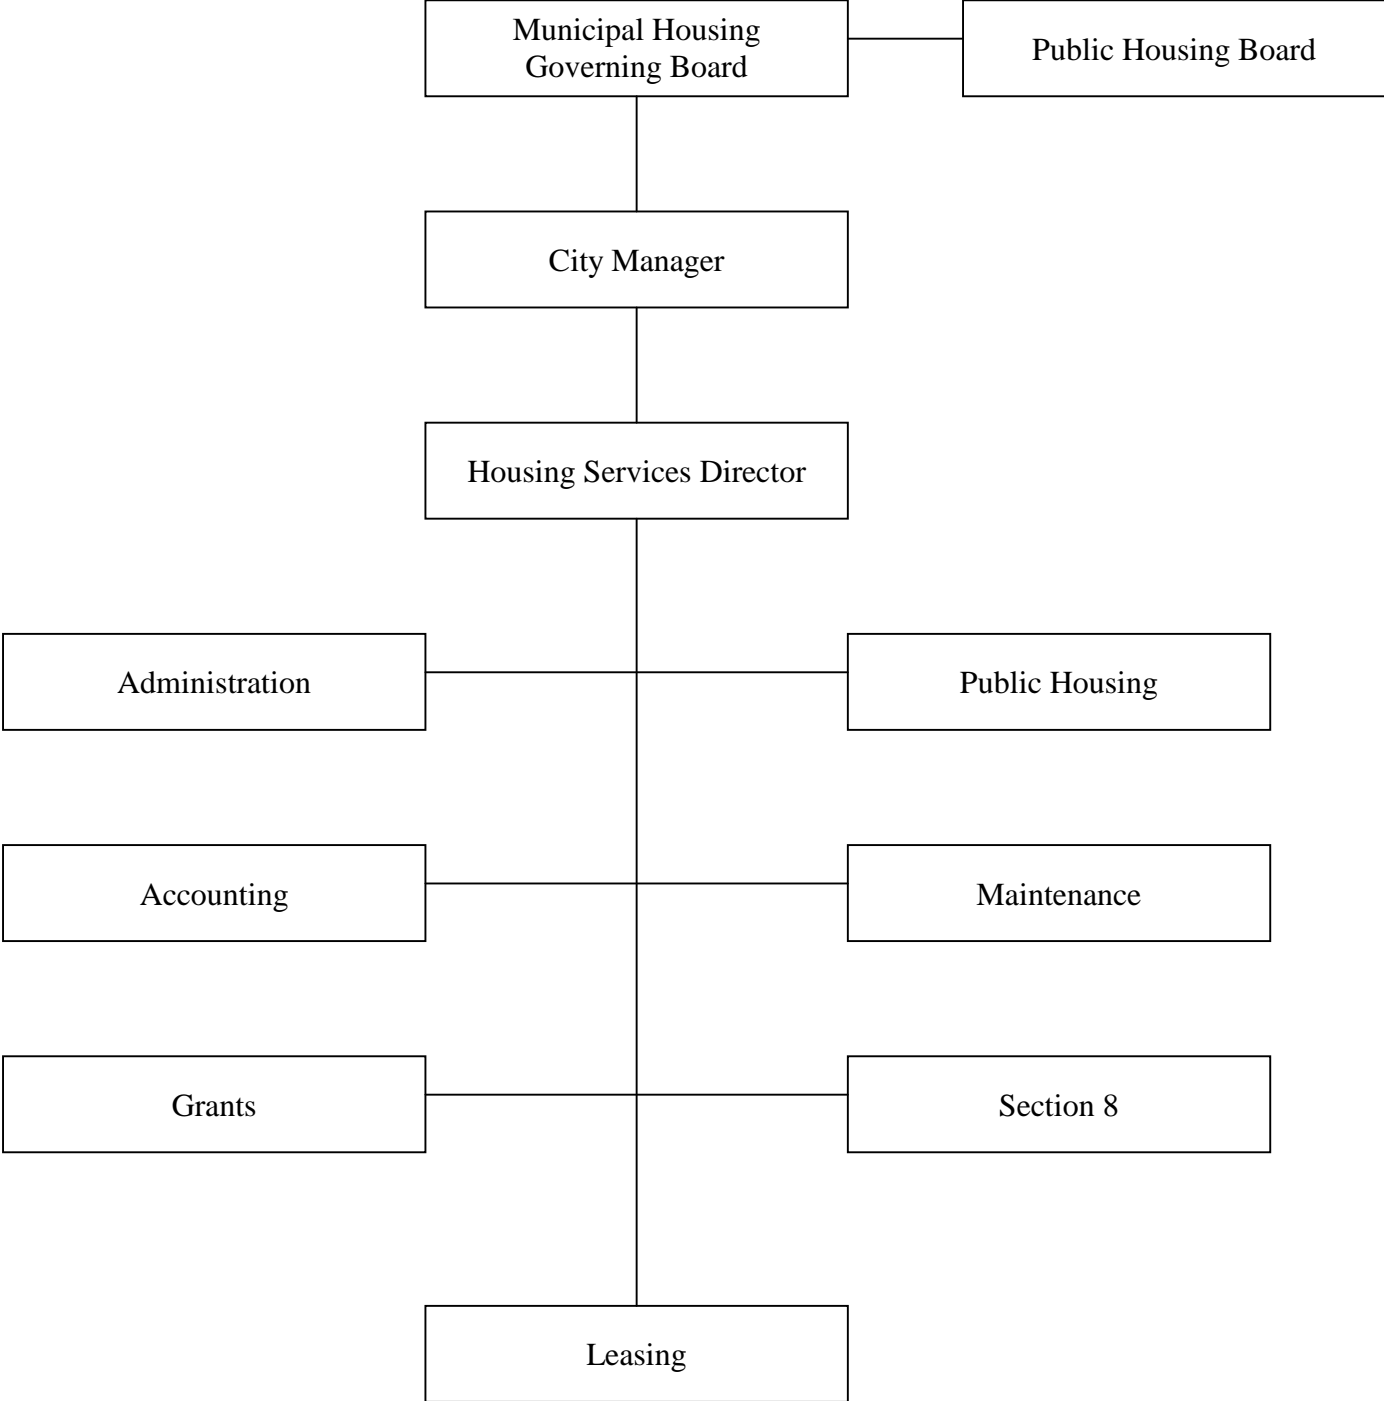 Municipal Housing
Governing Board
Public Housing Board
City Manager
Housing Services Director
Administration
Public Housing
Accounting
Maintenance
Grants
Section 8
Leasing